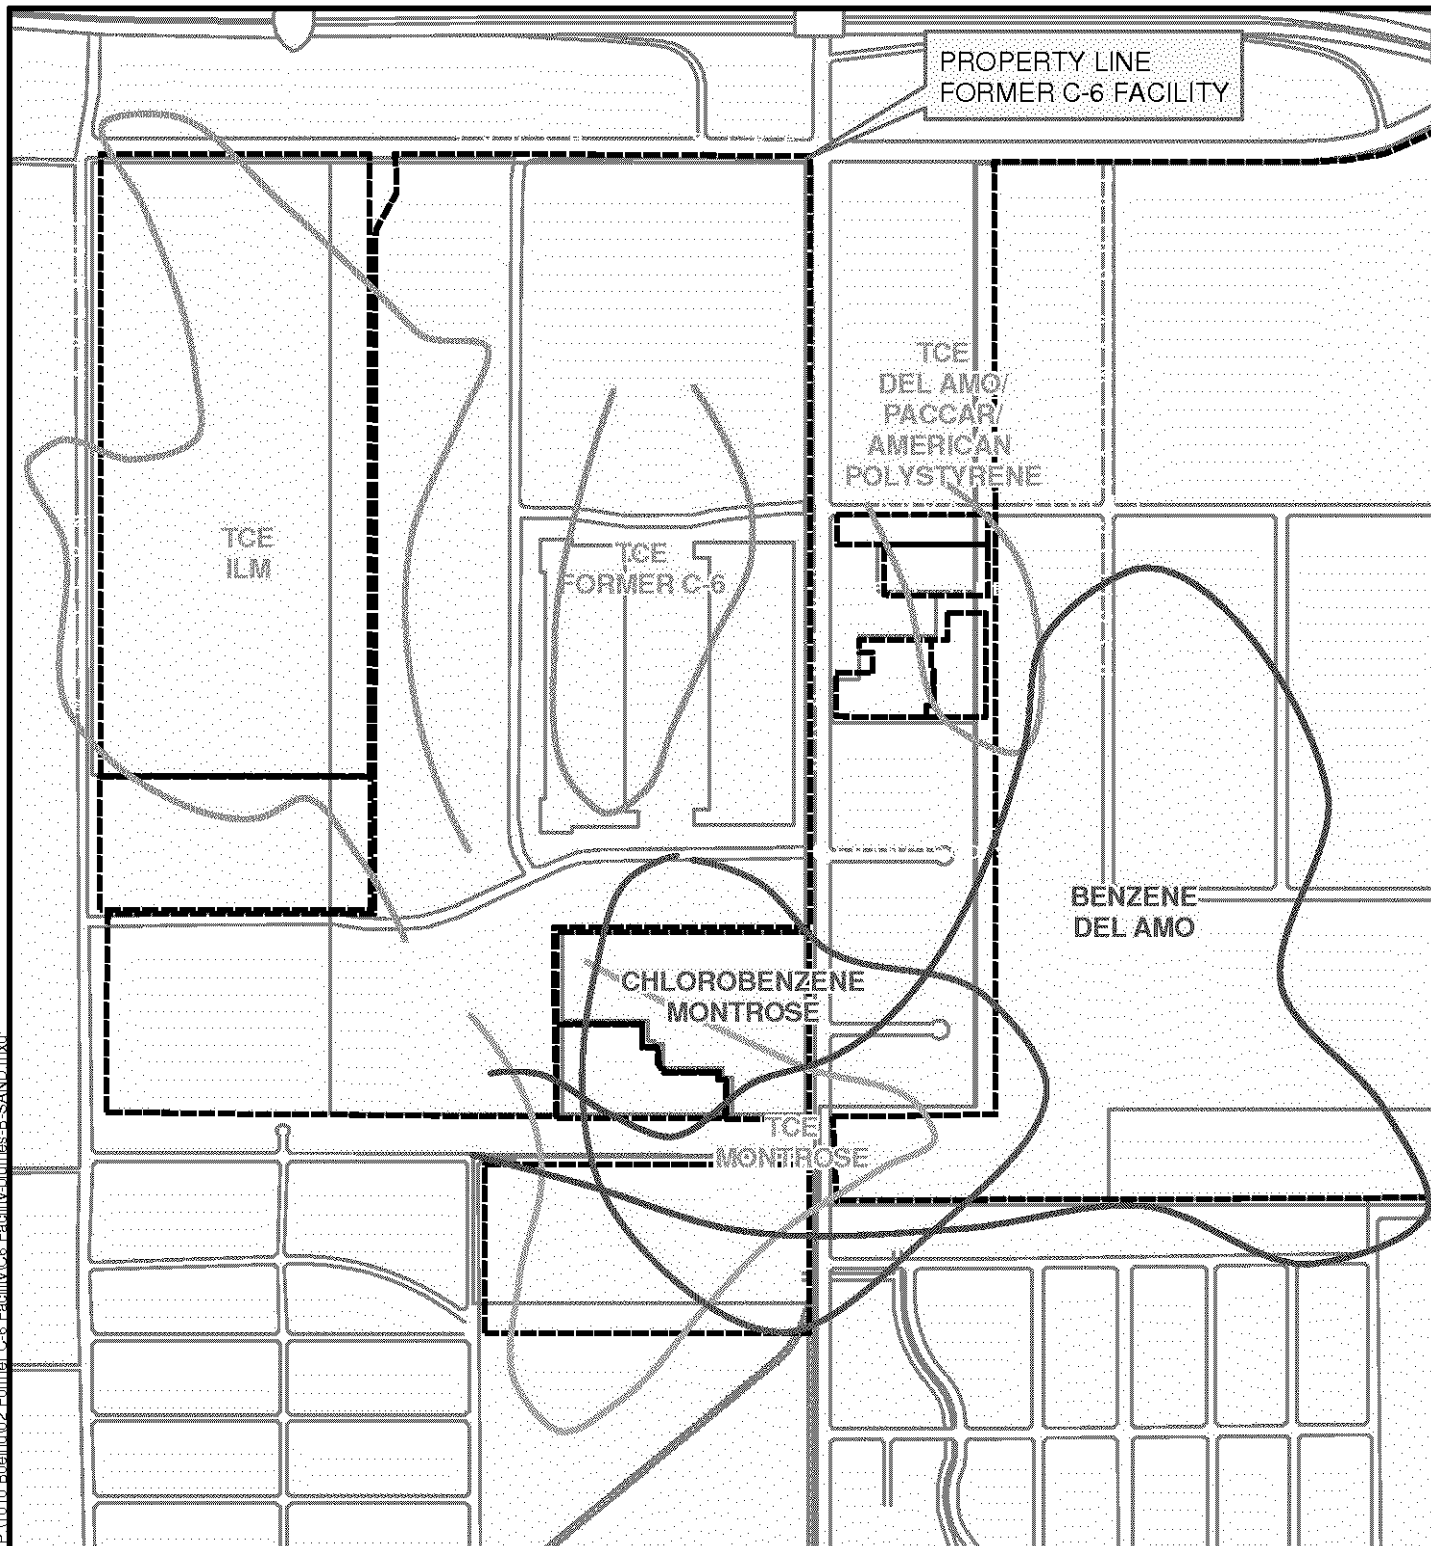 PROPERTY LINE
FORMER C-6 FACILITY
TCE
DEL AMO/
PACCAR/
AMERICAN
POLYSTYRENE
TCE
ILM
TCE
FORMER C-6
BENZENE
DEL AMO
CHLOROBENZENE
MONTROSE
TCE
MONTROSE